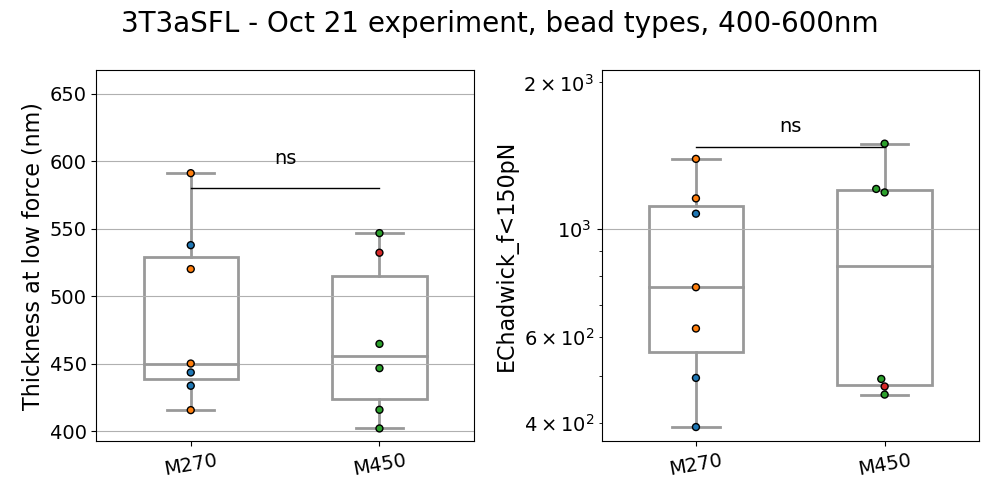 3T3aSFL - Oct 21 experiment, bead types, 400-600nm
Thickness at low force (nm)
650
600
550
500
450
400
ns
M270
M450
EChadwick_f<150pN
2 × 10³
10³
6 × 10²
4 × 10²
ns
M270
M450